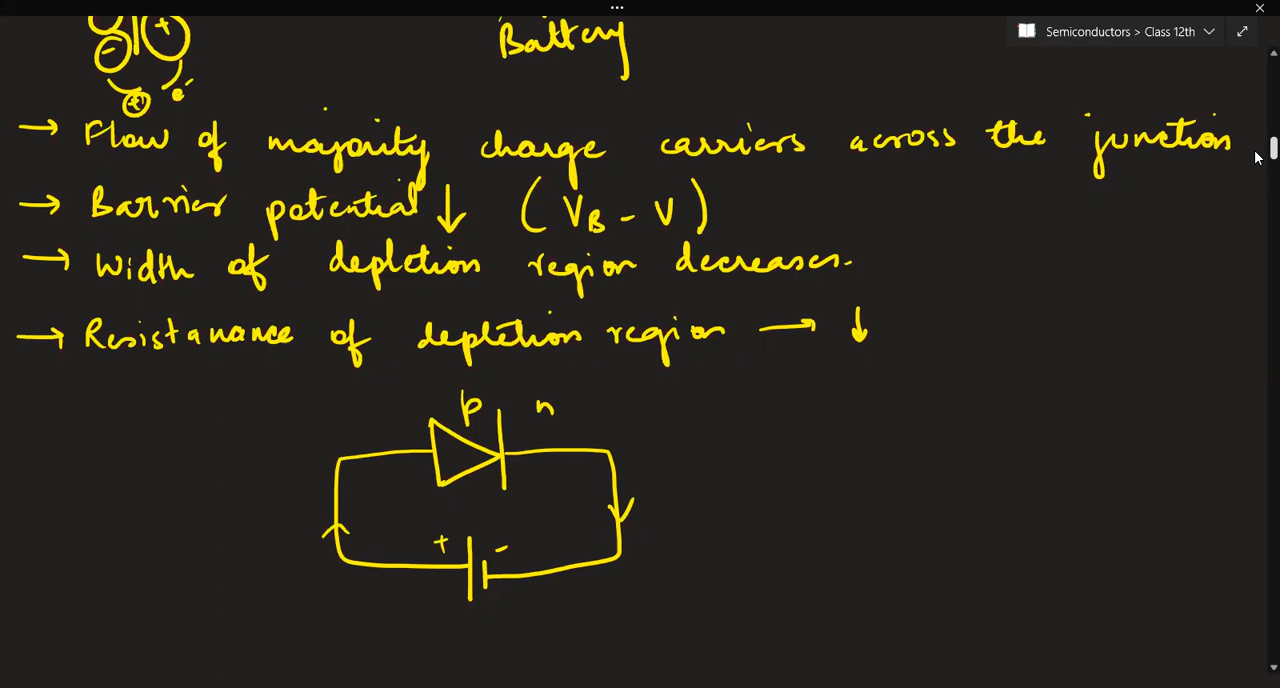 Semiconductors > Class 12th
+
-
Battery
+
e⁻
→ Flow of majority charge carriers across the junction
→ Barrier potential ↓ (V_B - V)
→ Width of depletion region decreases.
→ Resistanance of depletion region → ↓
p n
+ -